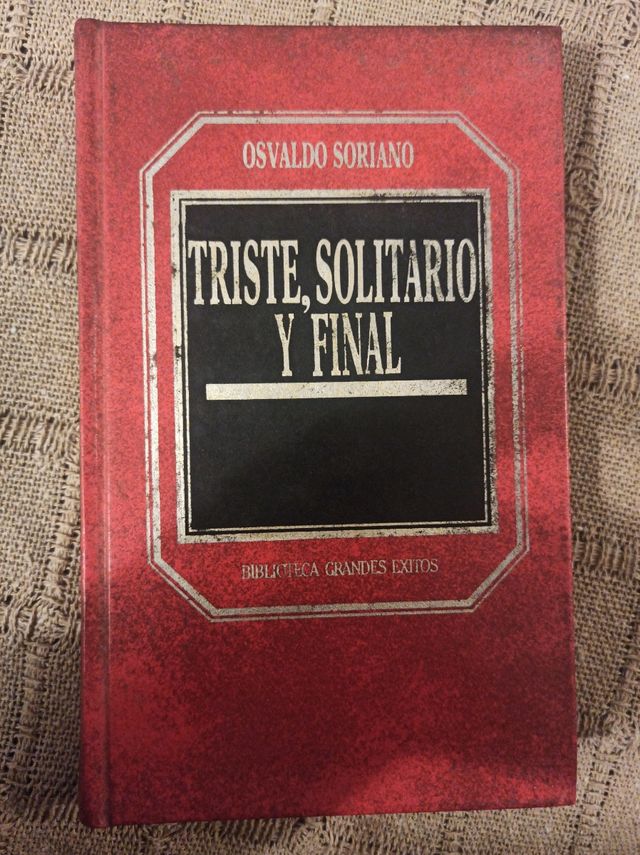 OSVALDO SORIANO
TRISTE, SOLITARIO
Y FINAL
BIBLIOTECA GRANDES EXITOS